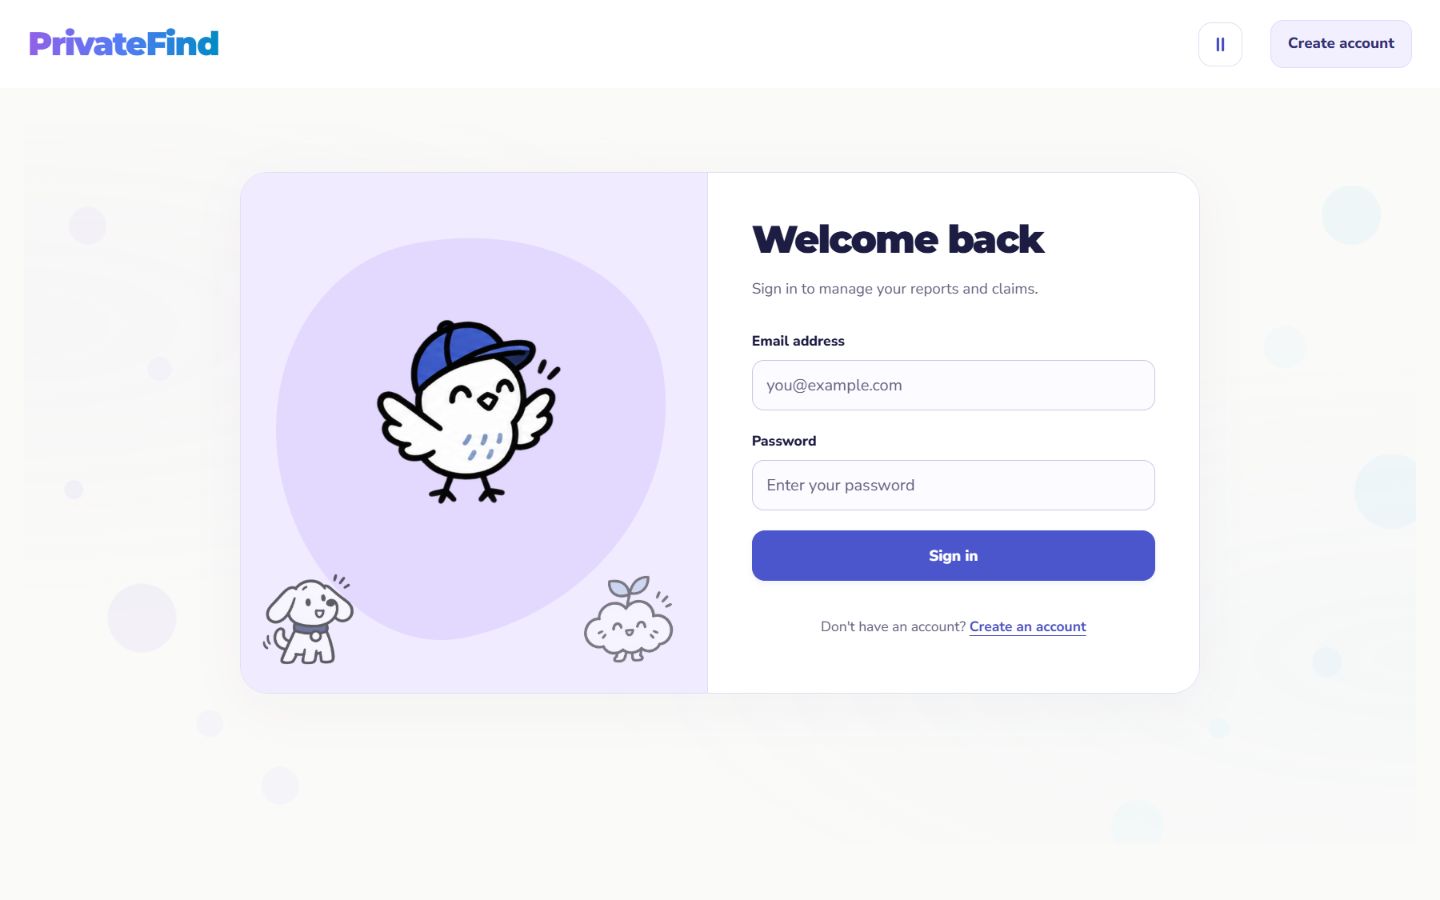 PrivateFind
Create account
Welcome back
Sign in to manage your reports and claims.
Email address
you@example.com
Password
Enter your password
Sign in
Don't have an account? Create an account